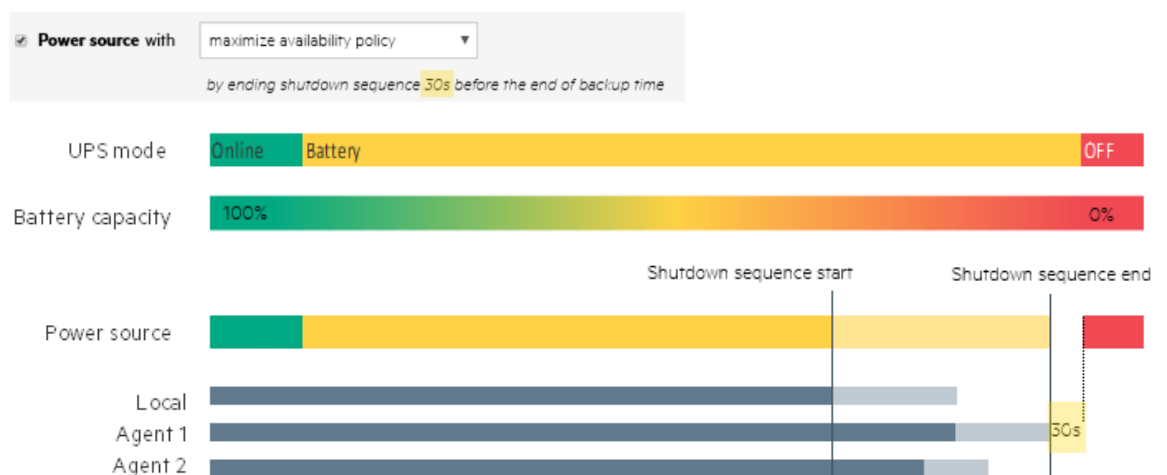 Power source with maximize availability policy
by ending shutdown sequence 30s before the end of backup time
UPS mode Online Battery OFF
Battery capacity 100% 0%
Shutdown sequence start Shutdown sequence end
Power source
Local
Agent 1 30s
Agent 2